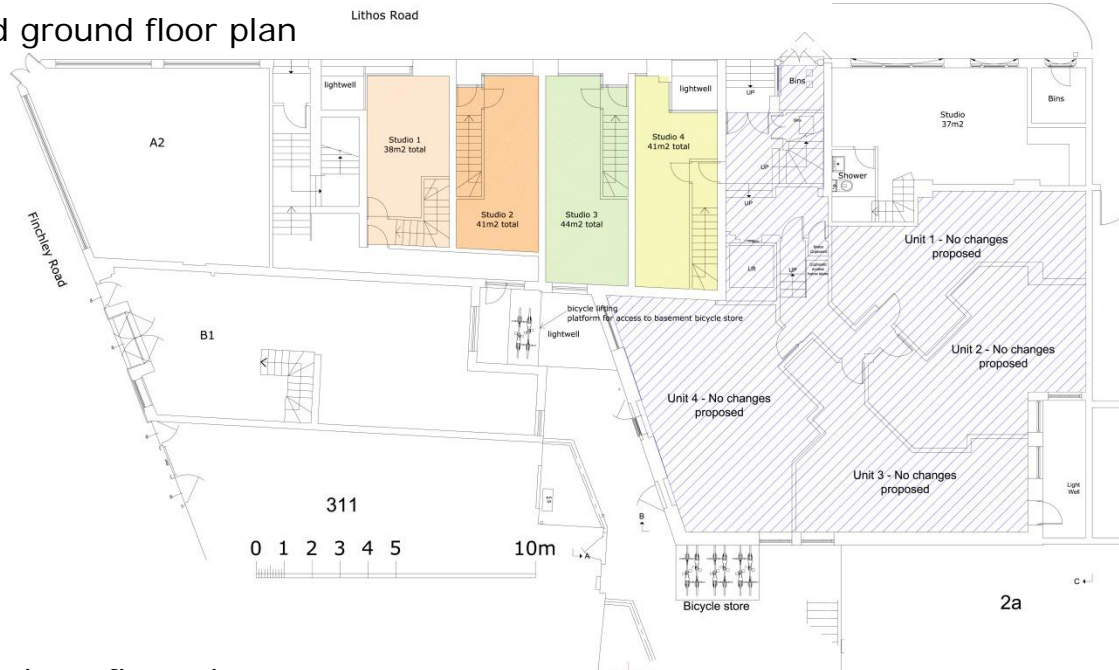 Lithos Road
d ground floor plan
lightwell
A2
Studio 1
38m2 total
Studio 2
41m2 total
Studio 3
44m2 total
Studio 4
41m2 total
lightwell
UP
Bins
UP
UP
UP
UP
Studio
37m2
Bins
Shower
Lift
Finchley Road
Unit 1 - No changes
proposed
bicycle lifting
platform for access to basement bicycle store
lightwell
B1
Unit 2 - No changes
proposed
Unit 4 - No changes
proposed
Unit 3 - No changes
proposed
Light
Well
311
B
A
0 1 2 3 4 5 10m
Bicycle store
2a
C